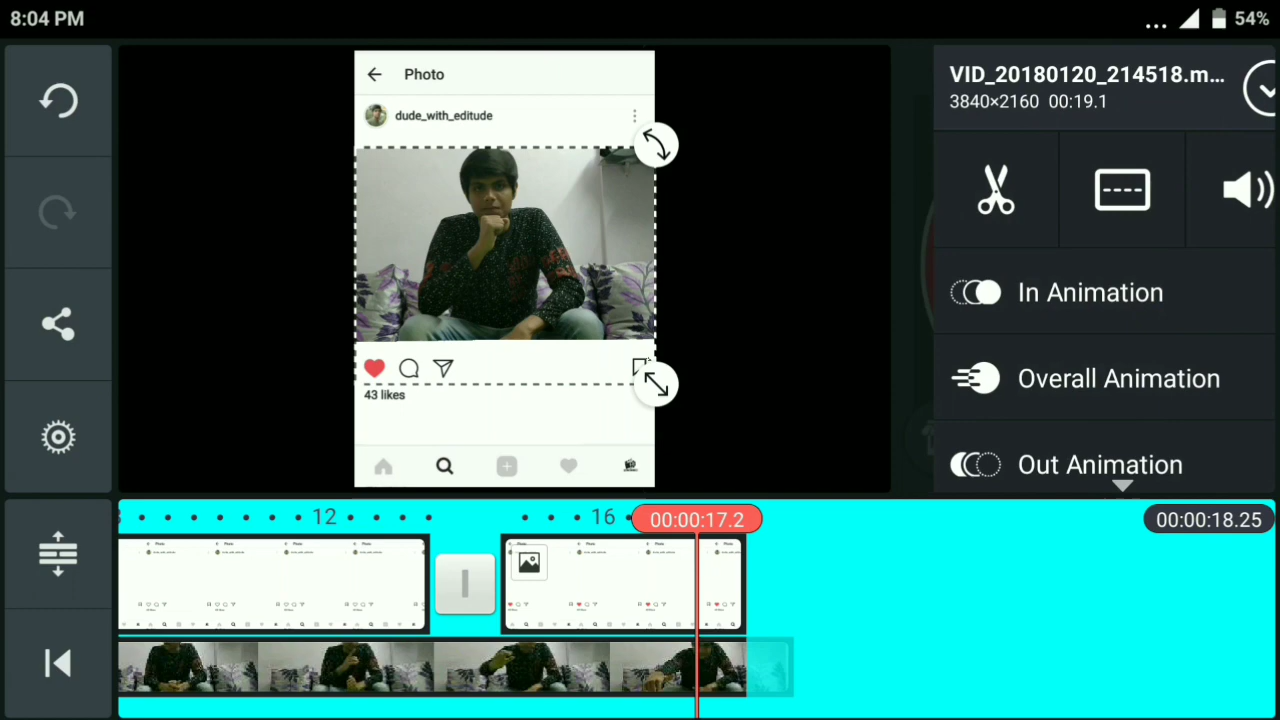 8:04 PM
54%
Photo
dude_with_editude
43 likes
VID_20180120_214518.m...
3840×2160 00:19.1
In Animation
Overall Animation
Out Animation
12
16
00:00:17.2
00:00:18.25